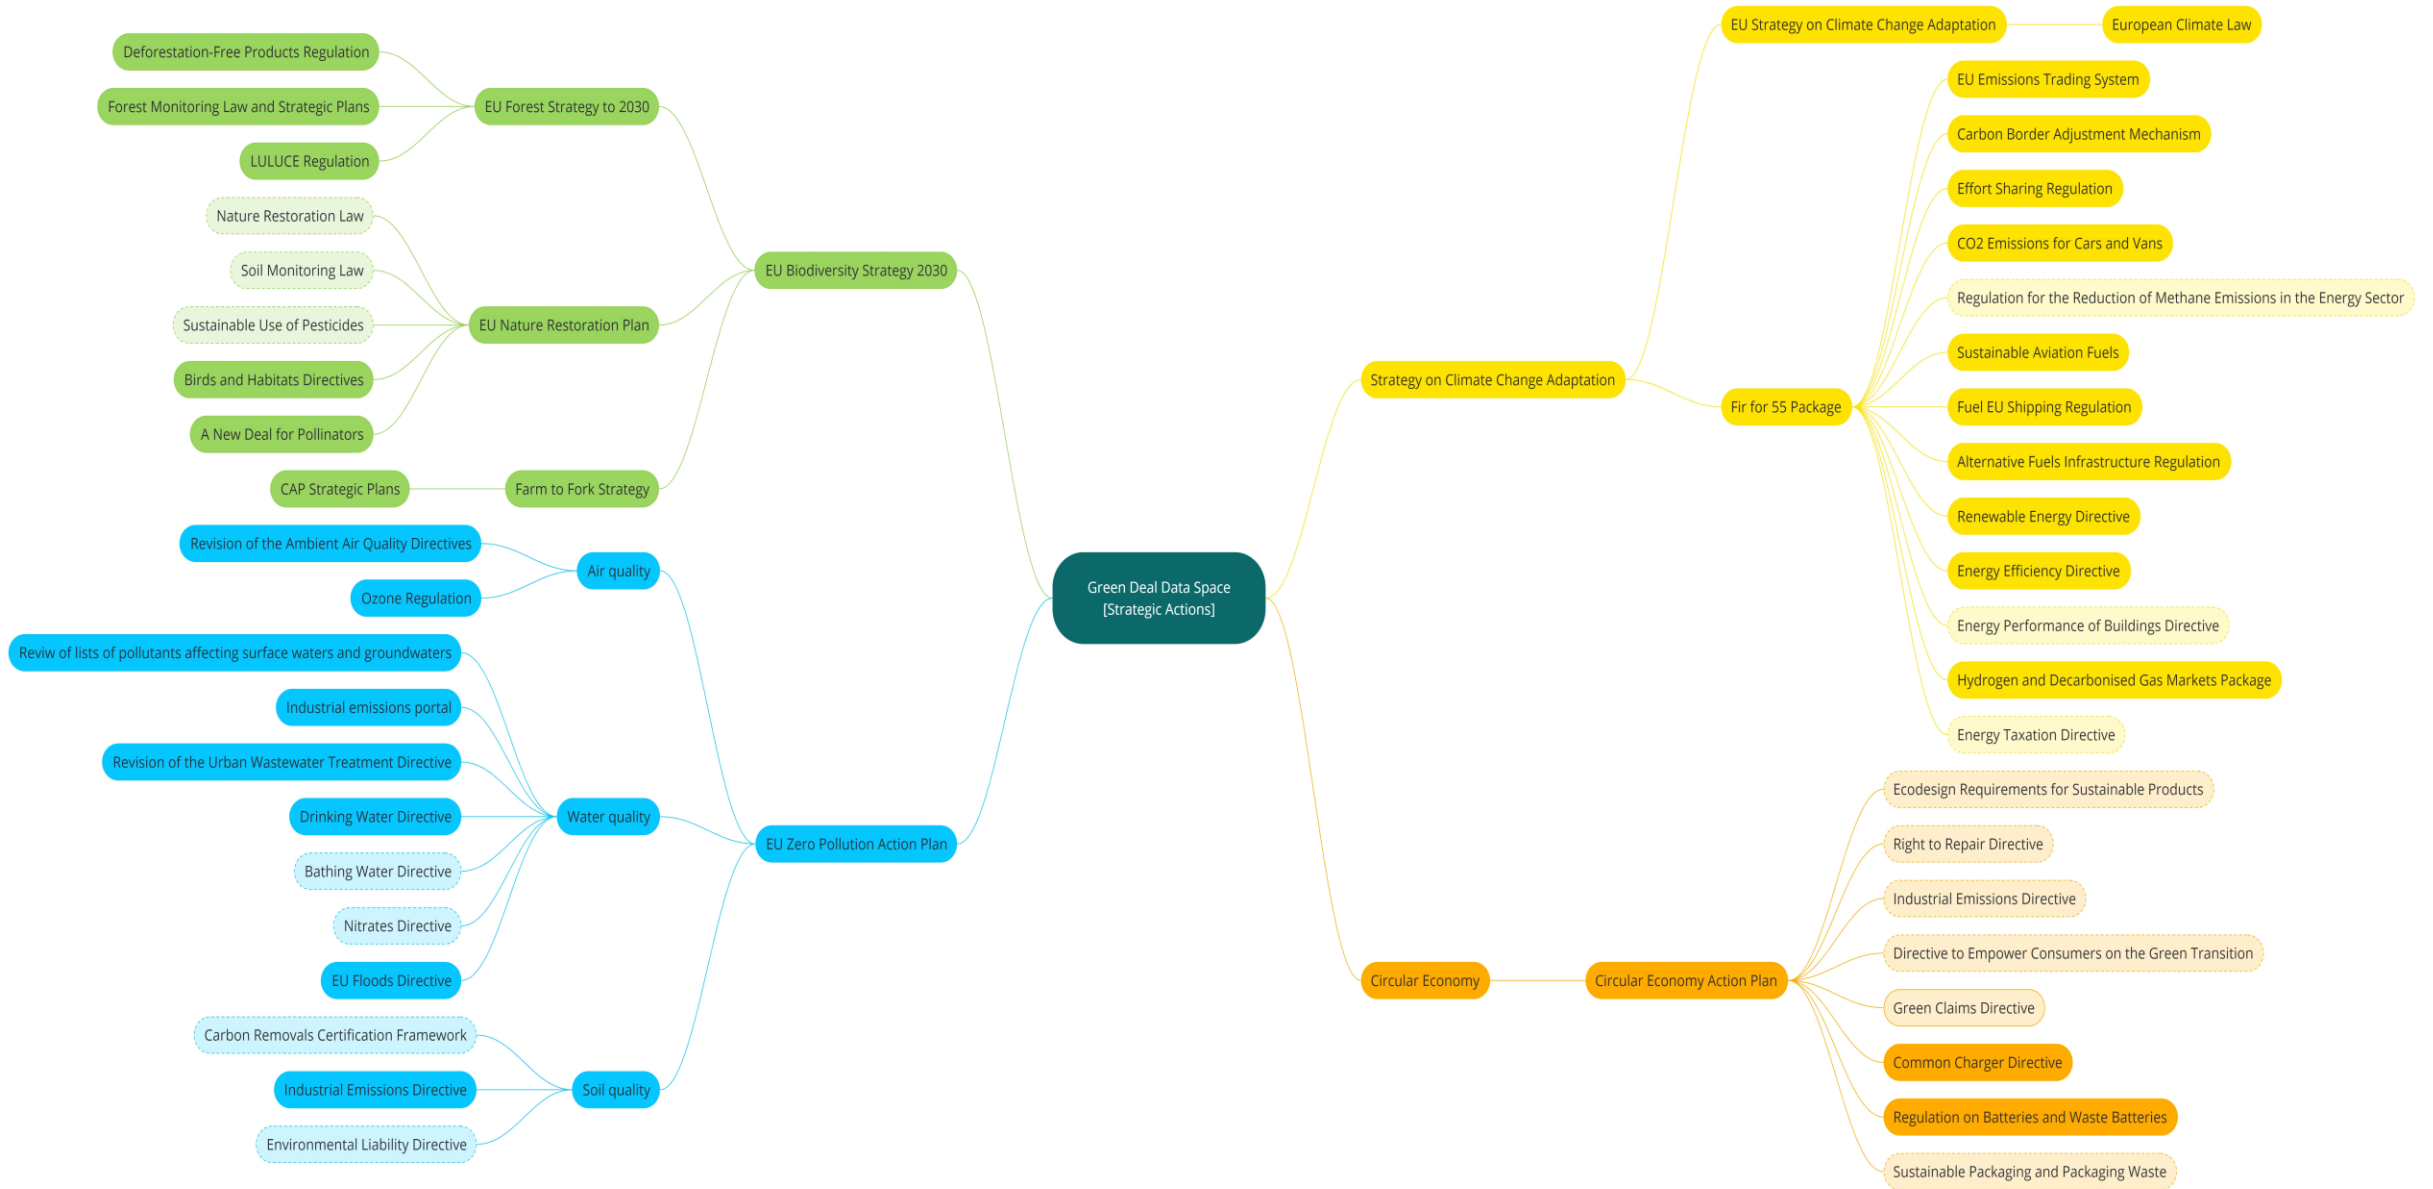 Deforestation-Free Products Regulation
Forest Monitoring Law and Strategic Plans
LULUCE Regulation
EU Forest Strategy to 2030
Nature Restoration Law
Soil Monitoring Law
Sustainable Use of Pesticides
Birds and Habitats Directives
A New Deal for Pollinators
EU Nature Restoration Plan
CAP Strategic Plans
Farm to Fork Strategy
EU Biodiversity Strategy 2030
Revision of the Ambient Air Quality Directives
Ozone Regulation
Air quality
Reviw of lists of pollutants affecting surface waters and groundwaters
Industrial emissions portal
Revision of the Urban Wastewater Treatment Directive
Drinking Water Directive
Bathing Water Directive
Nitrates Directive
EU Floods Directive
Water quality
Carbon Removals Certification Framework
Industrial Emissions Directive
Environmental Liability Directive
Soil quality
EU Zero Pollution Action Plan
Green Deal Data Space
[Strategic Actions]
Strategy on Climate Change Adaptation
EU Strategy on Climate Change Adaptation
European Climate Law
Fir for 55 Package
EU Emissions Trading System
Carbon Border Adjustment Mechanism
Effort Sharing Regulation
CO2 Emissions for Cars and Vans
Regulation for the Reduction of Methane Emissions in the Energy Sector
Sustainable Aviation Fuels
Fuel EU Shipping Regulation
Alternative Fuels Infrastructure Regulation
Renewable Energy Directive
Energy Efficiency Directive
Energy Performance of Buildings Directive
Hydrogen and Decarbonised Gas Markets Package
Energy Taxation Directive
Circular Economy
Circular Economy Action Plan
Ecodesign Requirements for Sustainable Products
Right to Repair Directive
Industrial Emissions Directive
Directive to Empower Consumers on the Green Transition
Green Claims Directive
Common Charger Directive
Regulation on Batteries and Waste Batteries
Sustainable Packaging and Packaging Waste